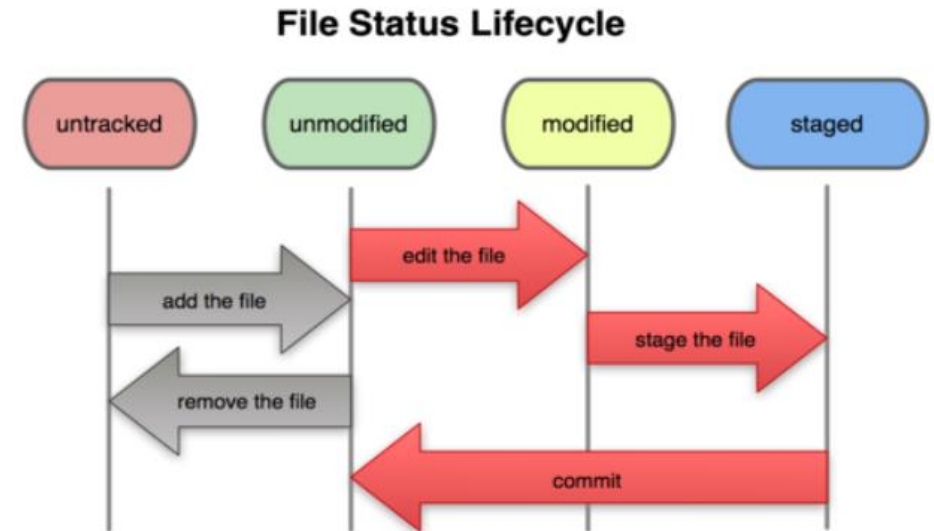 File Status Lifecycle
untracked
unmodified
modified
staged
edit the file
add the file
stage the file
remove the file
commit